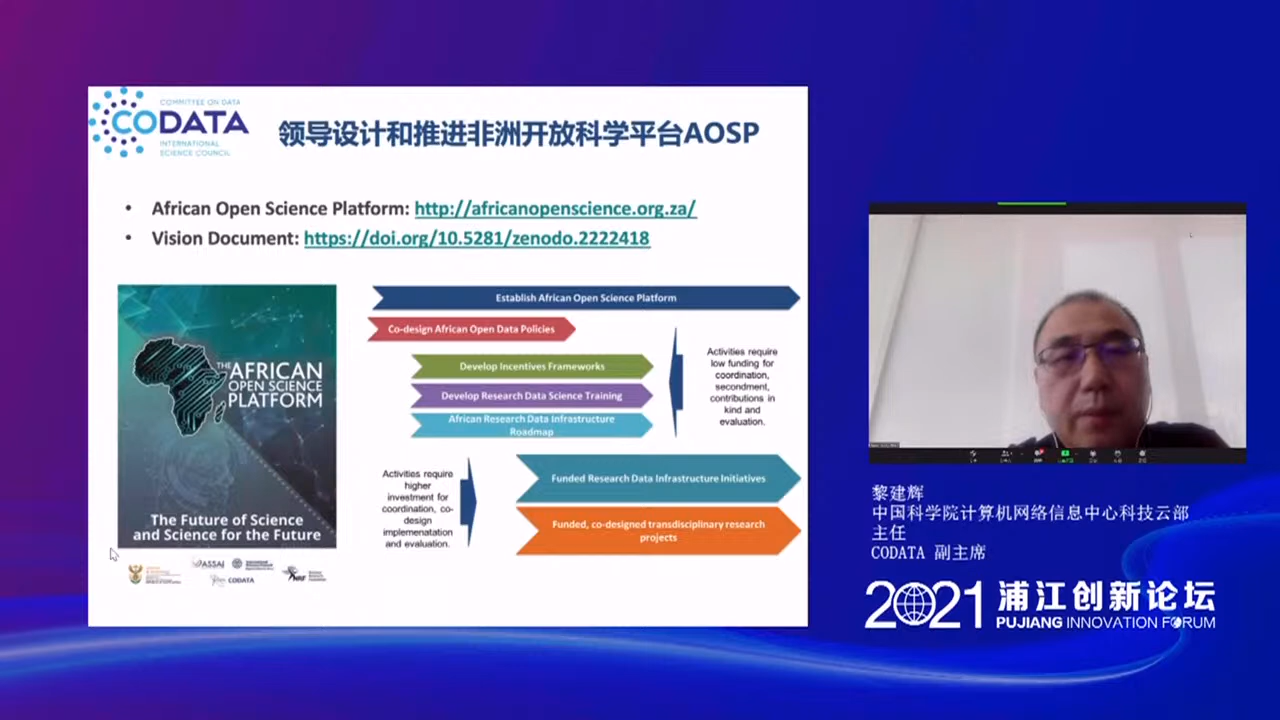 COMMITTEE ON DATA
CODATA
INTERNATIONAL
SCIENCE COUNCIL
领导设计和推进非洲开放科学平台AOSP
• African Open Science Platform: http://africanopenscience.org.za/
• Vision Document: https://doi.org/10.5281/zenodo.2222418
THE AFRICAN
OPEN SCIENCE
PLATFORM
The Future of Science
and Science for the Future
ASSAf
CODATA
NRF
Establish African Open Science Platform
Co-design African Open Data Policies
Develop Incentives Frameworks
Develop Research Data Science Training
African Research Data Infrastructure
Roadmap
Activities require
low funding for
coordination,
secondment,
contributions in
kind and
evaluation.
Activities require
higher
investment for
coordination, co-
design
implemenatation
and evaluation.
Funded Research Data Infrastructure Initiatives
Funded, co-designed transdisciplinary research
projects
黎建辉
中国科学院计算机网络信息中心科技云部
主任
CODATA 副主席
2021 浦江创新论坛
PUJIANG INNOVATION FORUM